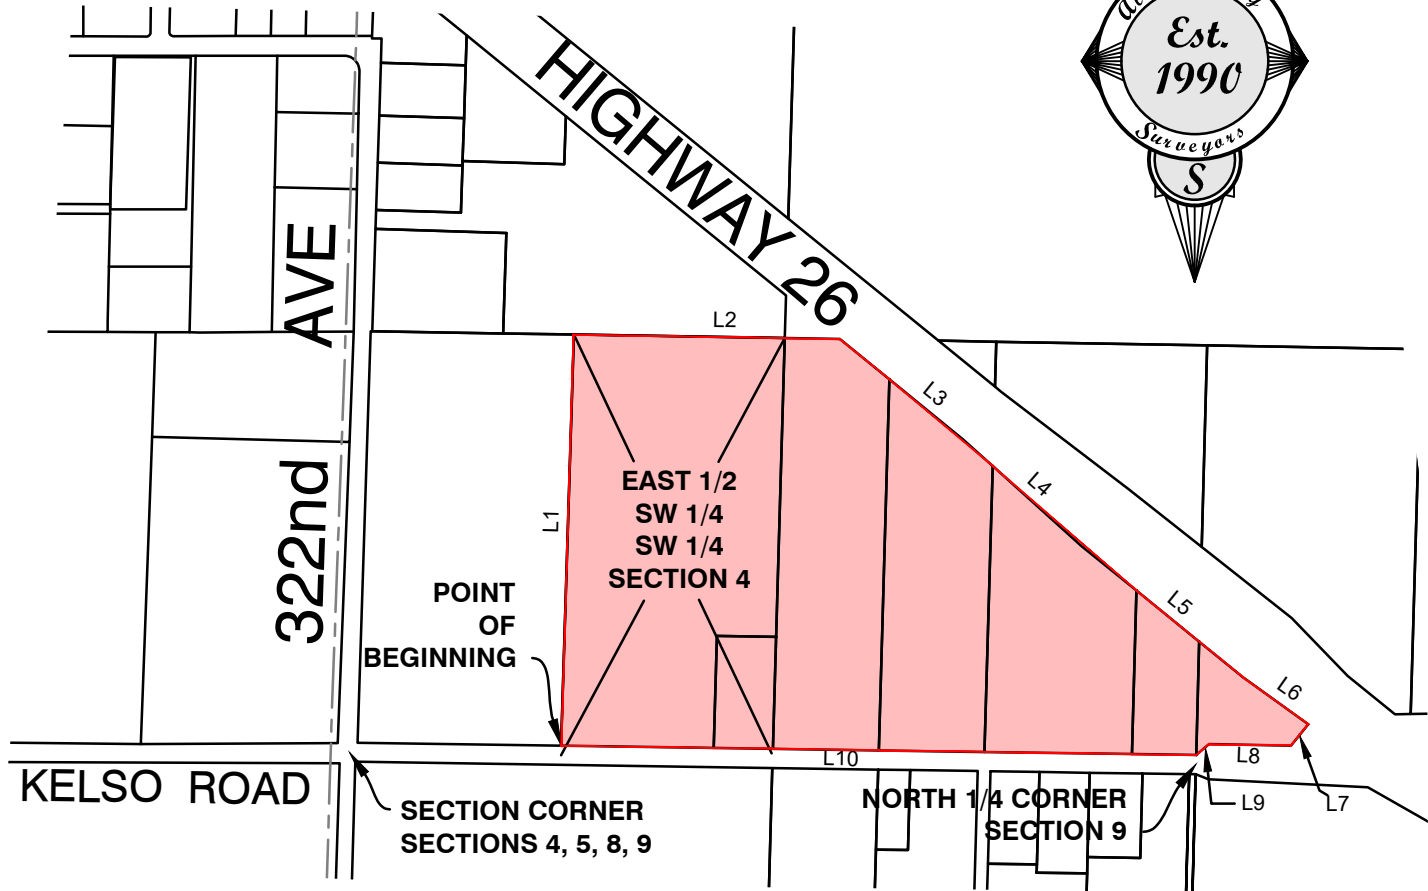 Est.
1990
Surveyors
S
HIGHWAY 26
322nd AVE
L2
L3
L4
L1
EAST 1/2
SW 1/4
SW 1/4
SECTION 4
POINT
OF
BEGINNING
L5
L6
L10
L8
L9
L7
KELSO ROAD
SECTION CORNER
SECTIONS 4, 5, 8, 9
NORTH 1/4 CORNER
SECTION 9